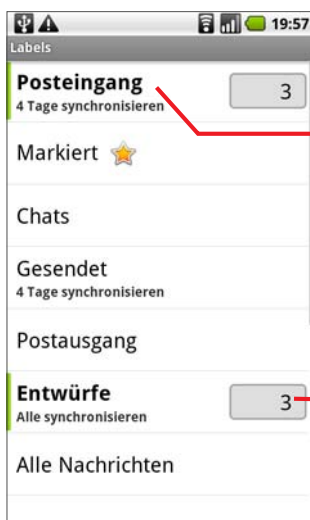 19:57
Labels
Posteingang
4 Tage synchronisieren
3
Markiert
Chats
Gesendet
4 Tage synchronisieren
Postausgang
Entwürfe
Alle synchronisieren
3
Alle Nachrichten